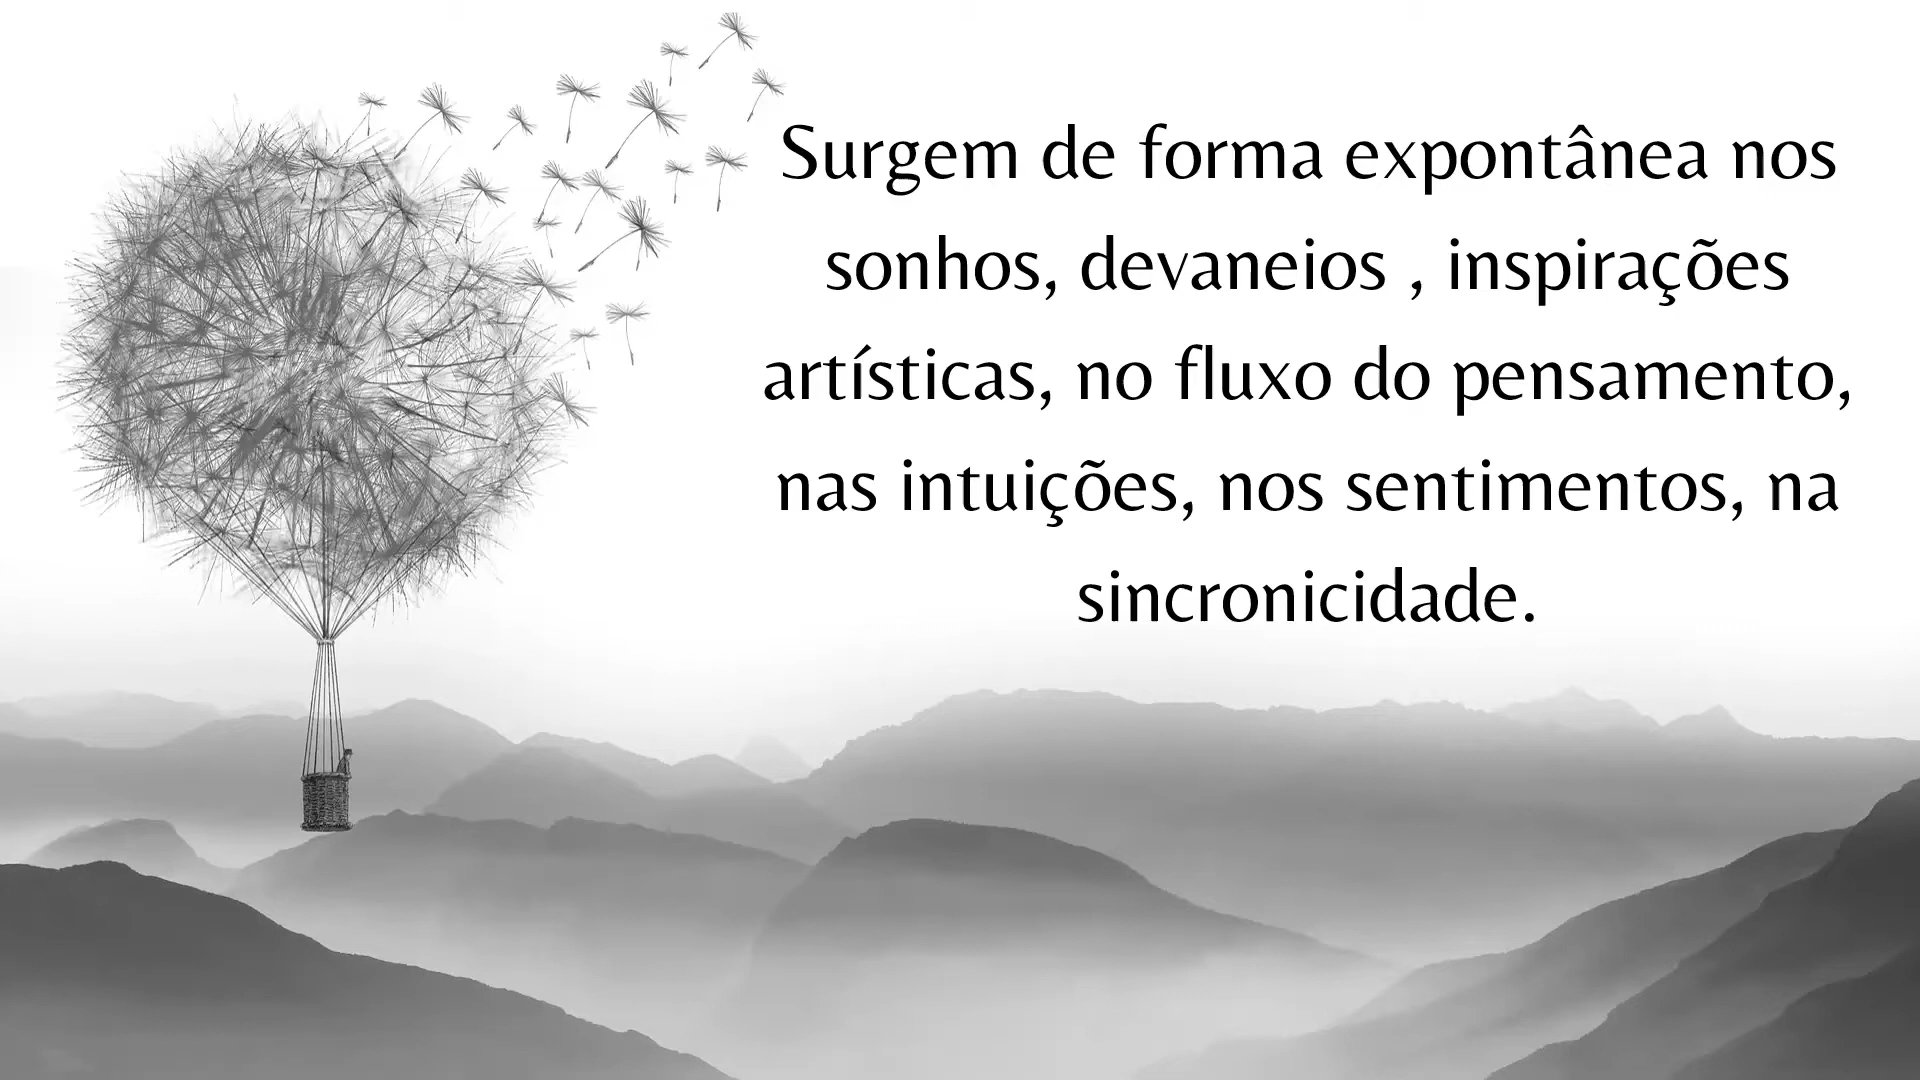 Surgem de forma expontânea nos
sonhos, devaneios , inspirações
artísticas, no fluxo do pensamento,
nas intuições, nos sentimentos, na
sincronicidade.